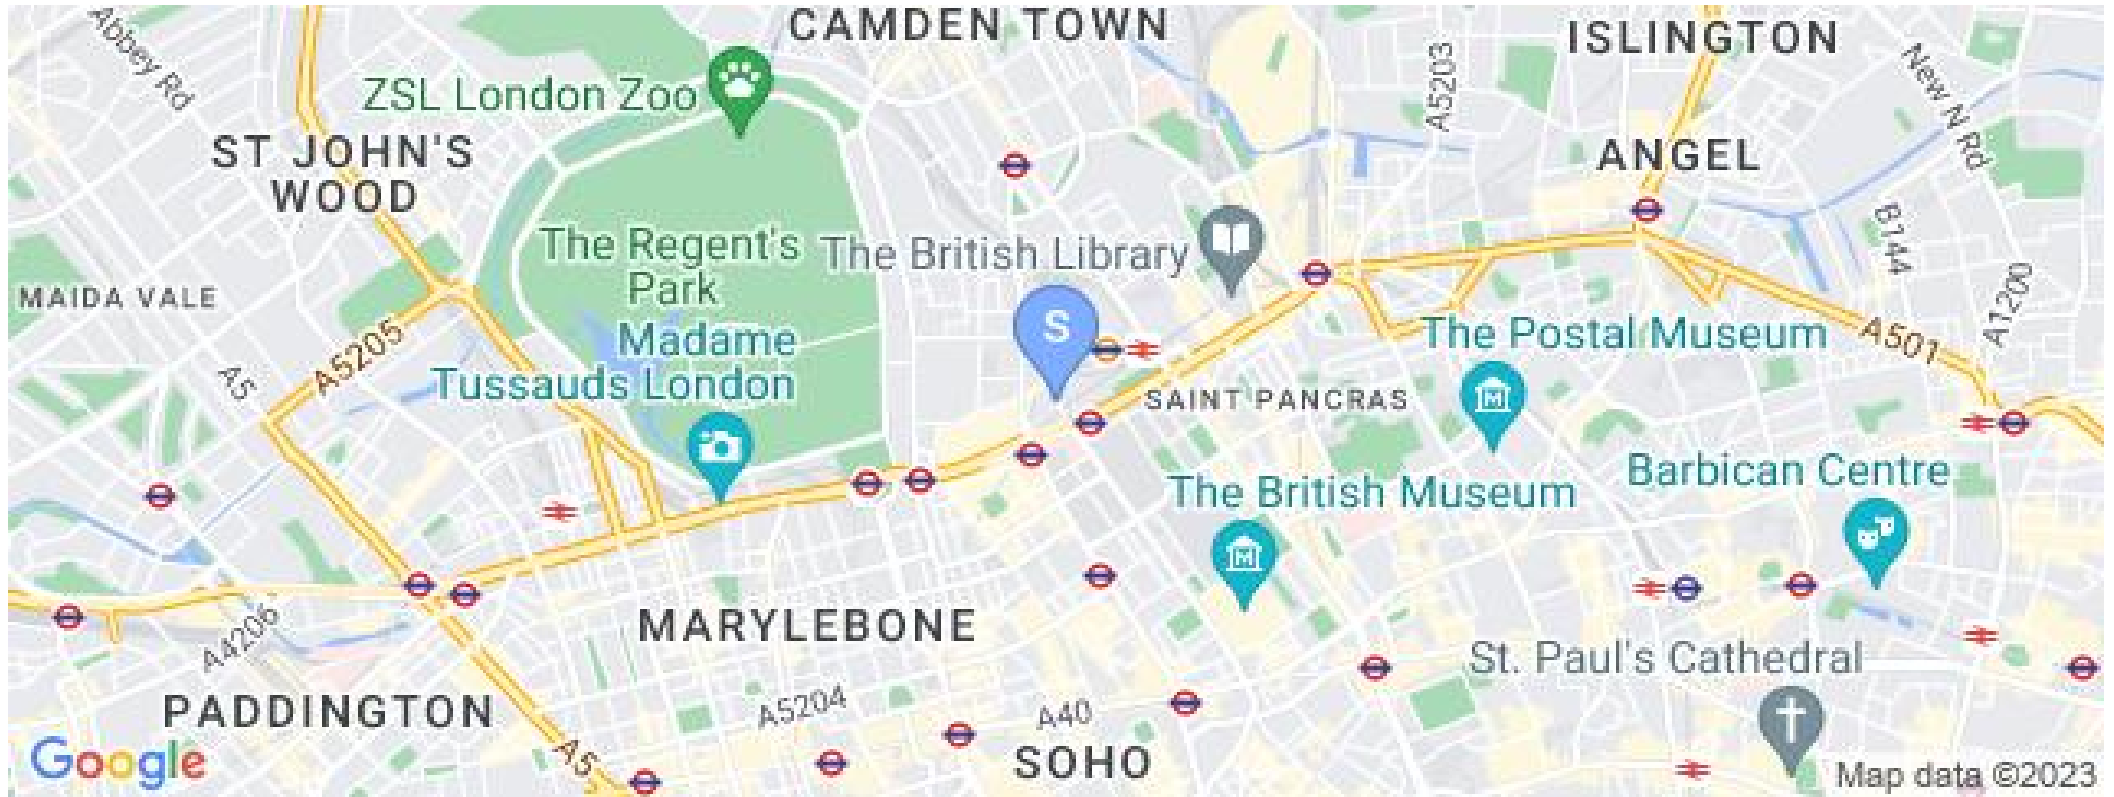 CAMDEN TOWN
ISLINGTON
Abbey Rd
ZSL London Zoo
A5203
New N Rd
ST JOHN'S
WOOD
ANGEL
The Regent's
Park
The British Library
B144
MAIDA VALE
A5205
A5
Madame
Tussauds London
S
SAINT PANCRAS
The Postal Museum
A501
A1200
The British Museum
M
Barbican Centre
M
MARYLEBONE
A4206
St. Paul's Cathedral
PADDINGTON
A5204
A40
A5
SOHO
Google
Map data ©2023